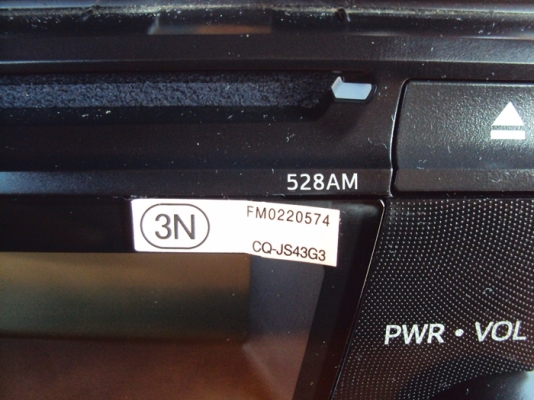 528AM
3N
FM0220574
CQ-JS43G3
PWR • VOL